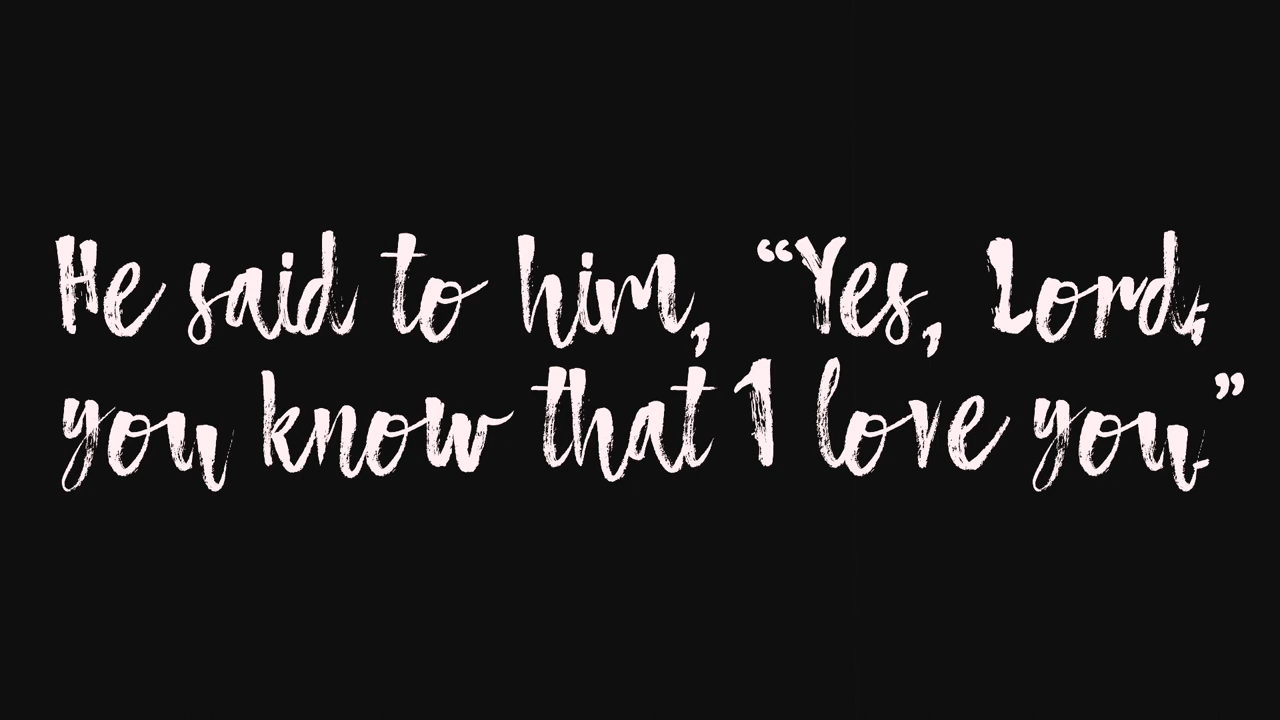 He said to him, “Yes, Lord;
you know that I love you.”